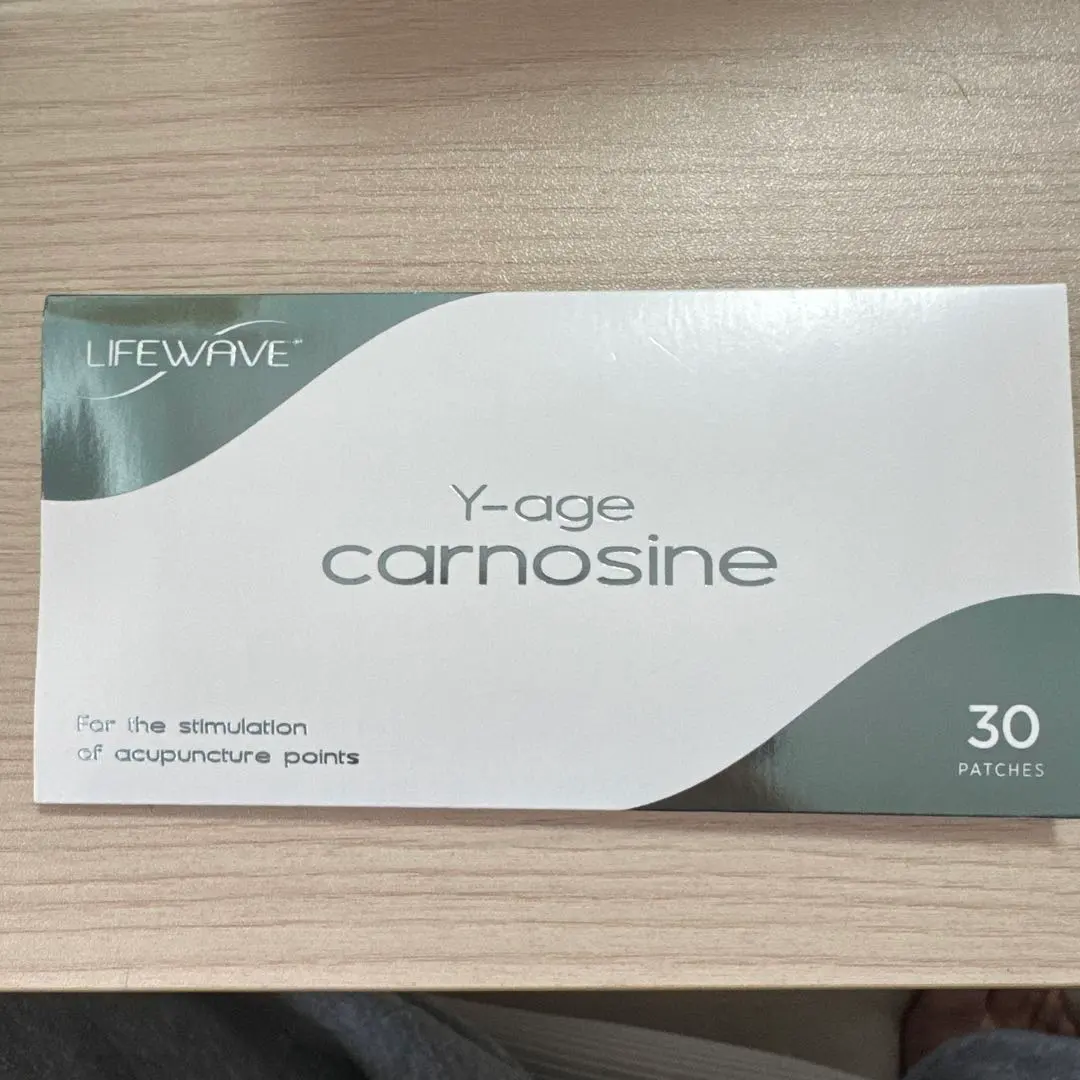 LIFEWAVE™
Y-age
carnosine
For the stimulation
of acupuncture points
30
PATCHES